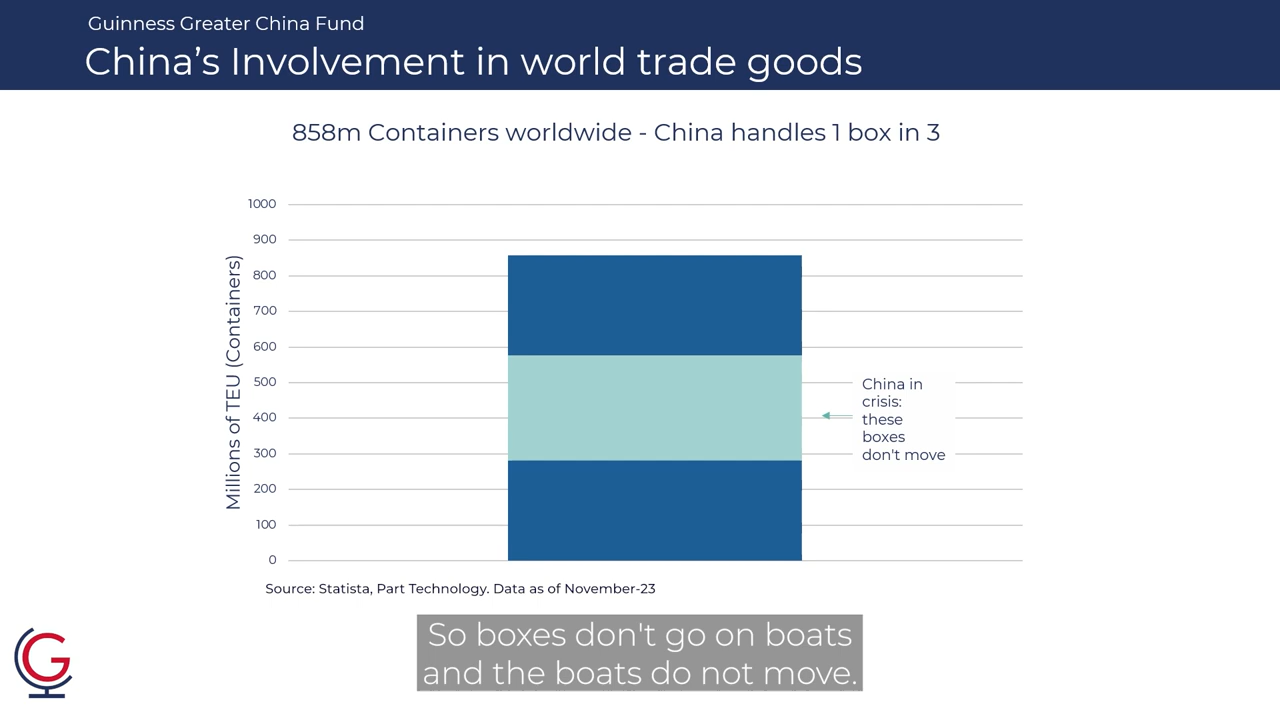 Guinness Greater China Fund
China's Involvement in world trade goods
858m Containers worldwide - China handles 1 box in 3
Millions of TEU (Containers)
1000
900
800
700
600
500
400
300
200
100
0
China in
crisis:
these
boxes
don't move
Source: Statista, Part Technology. Data as of November-23
So boxes don't go on boats
and the boats do not move.
G